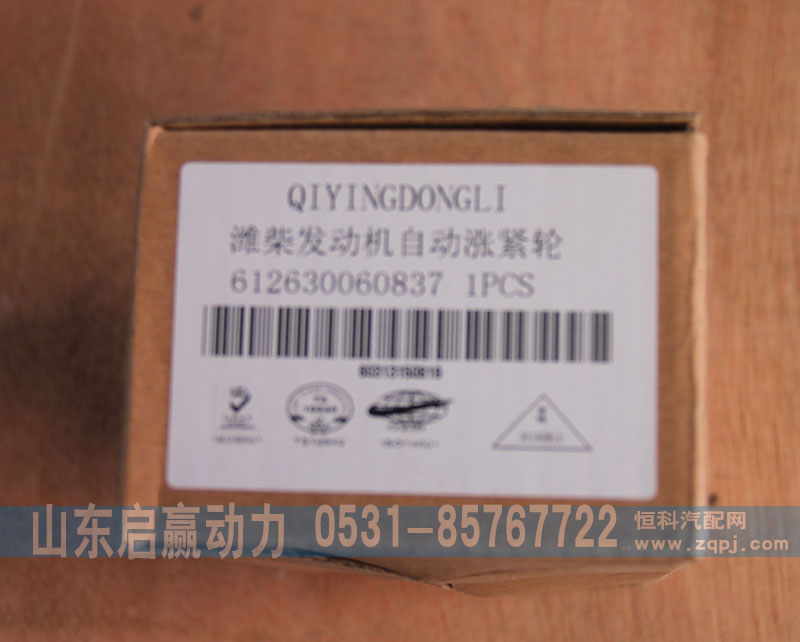 QIYINGDONGLI
潍柴发动机自动涨紧轮
612630060837 1PCS
山东启赢动力 0531-85767722
恒科汽配网
www.zqpj.com